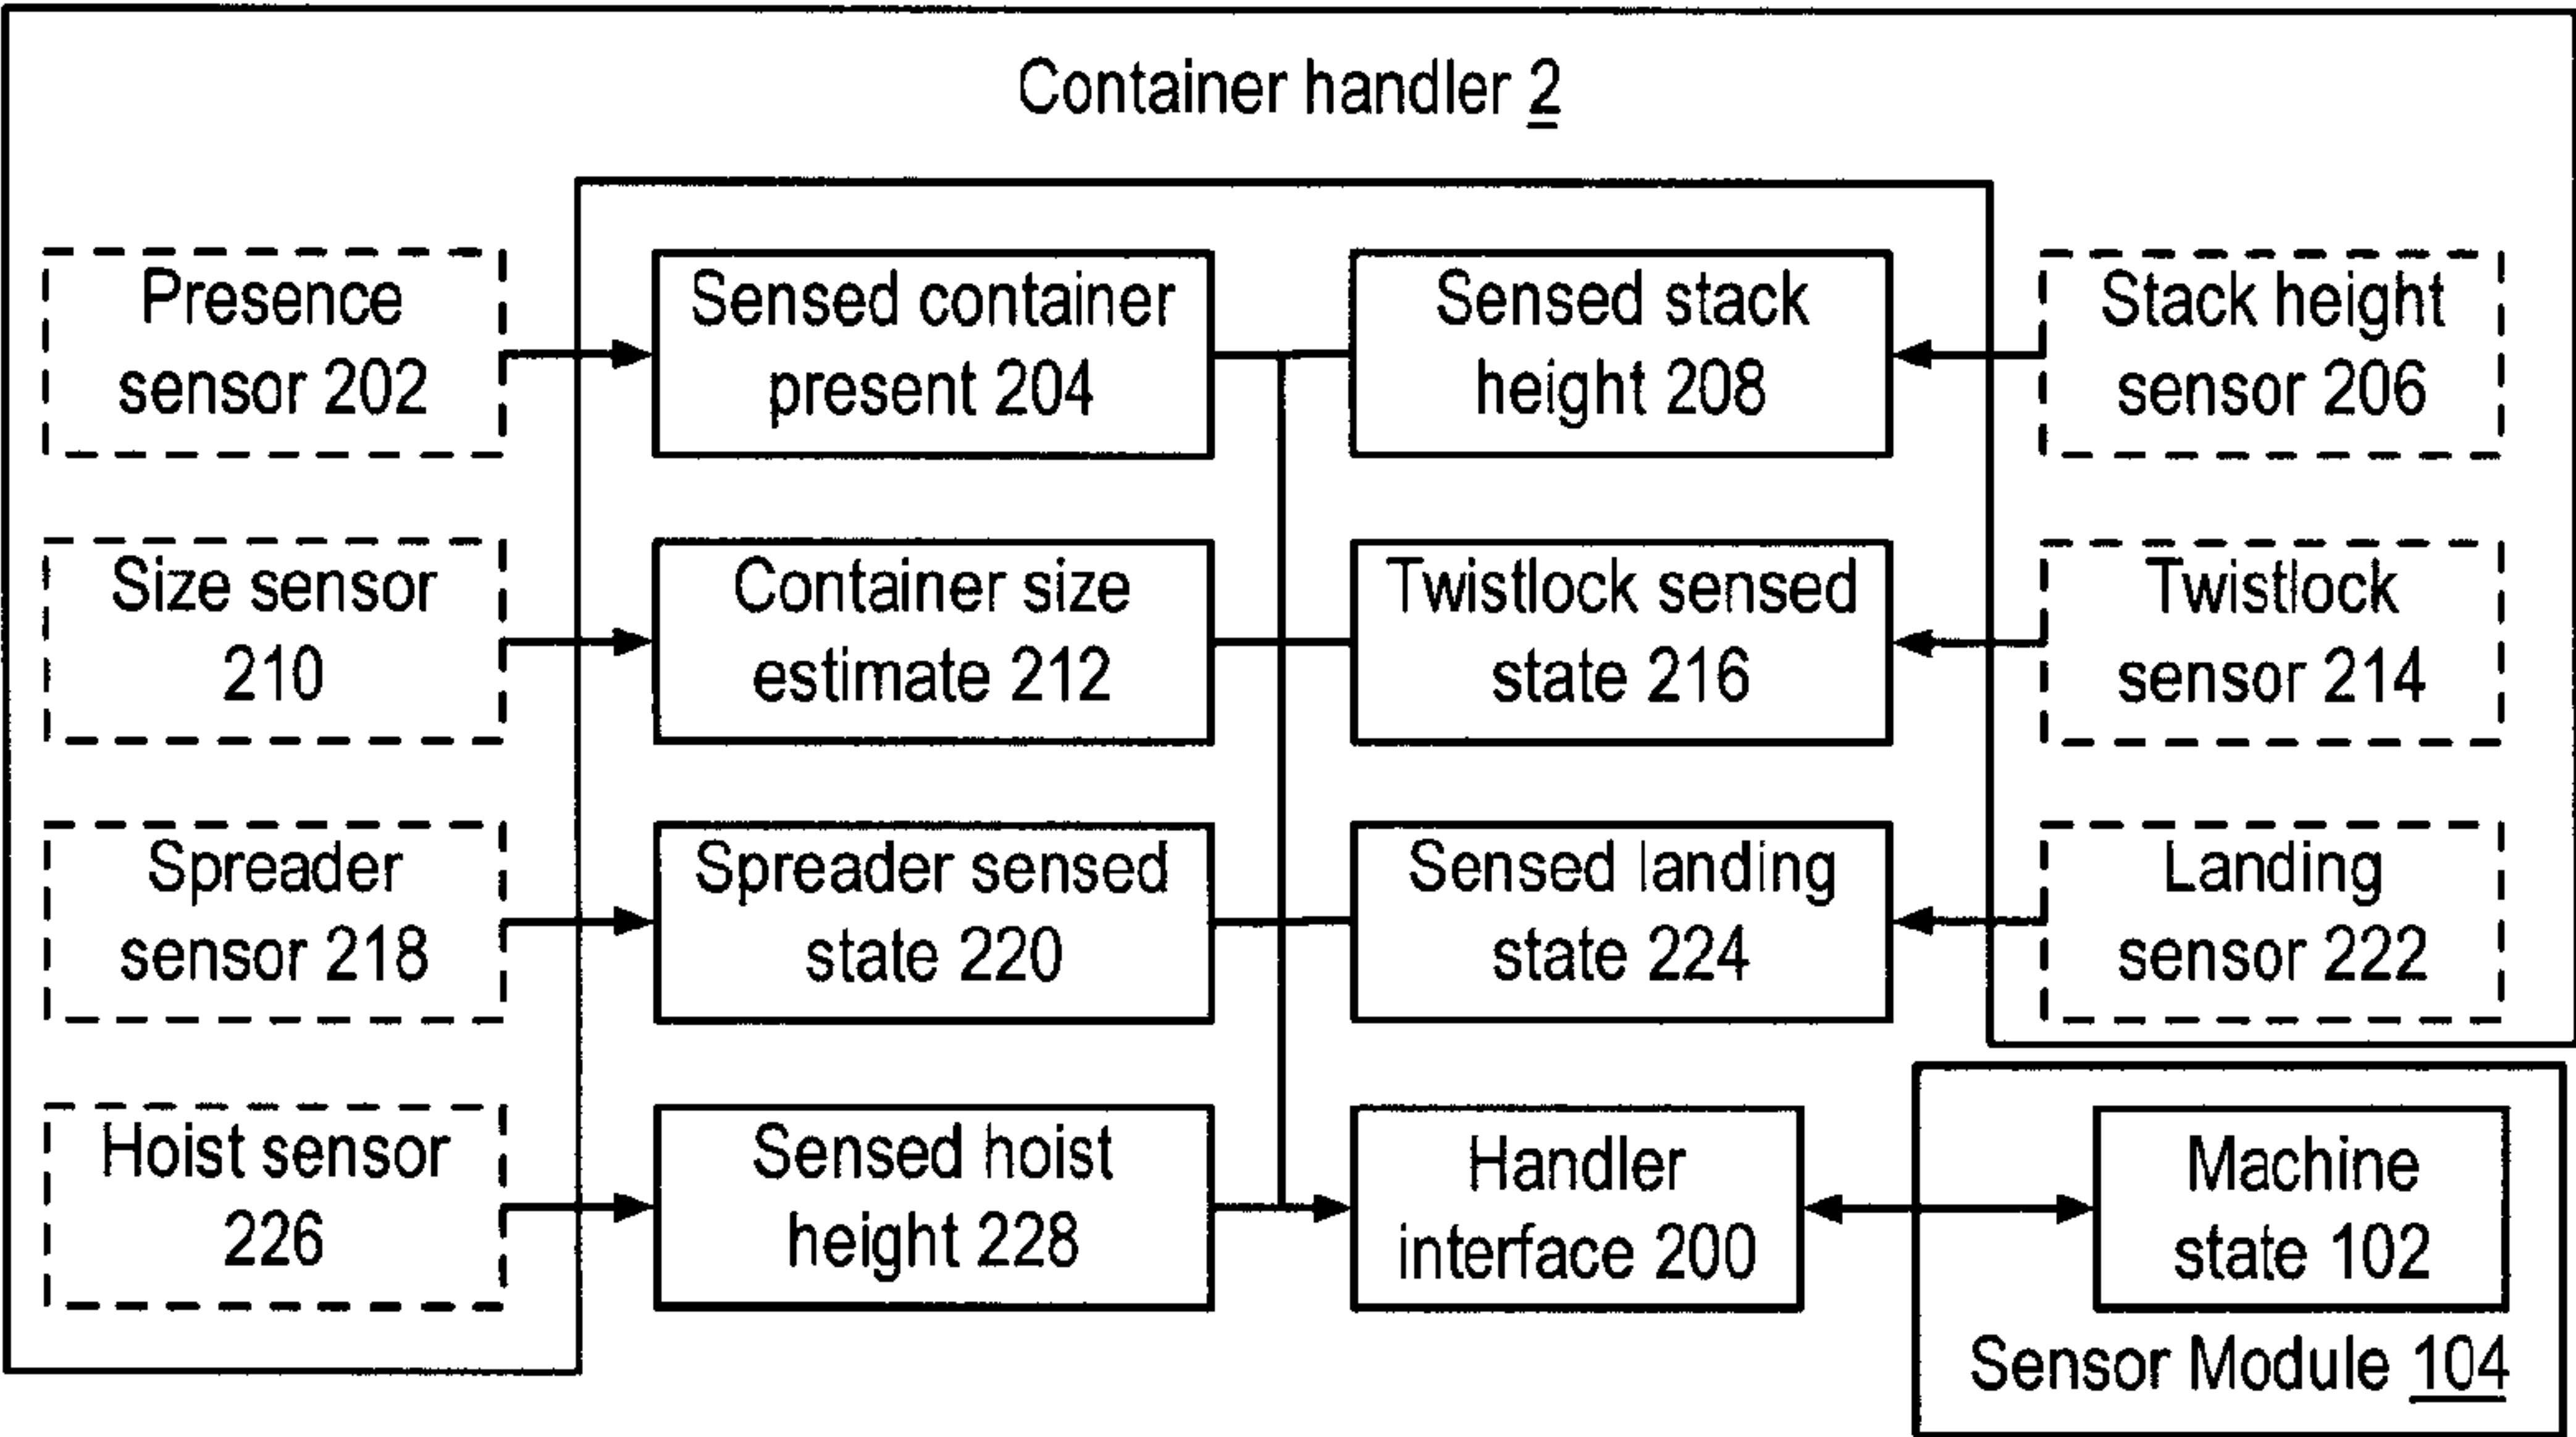 Container handler 2
Presence
sensor 202
Sensed container
present 204
Sensed stack
height 208
Stack height
sensor 206
Size sensor
210
Container size
estimate 212
Twistlock sensed
state 216
Twistlock
sensor 214
Spreader
sensor 218
Spreader sensed
state 220
Sensed landing
state 224
Landing
sensor 222
Hoist sensor
226
Sensed hoist
height 228
Handler
interface 200
Machine
state 102
Sensor Module 104